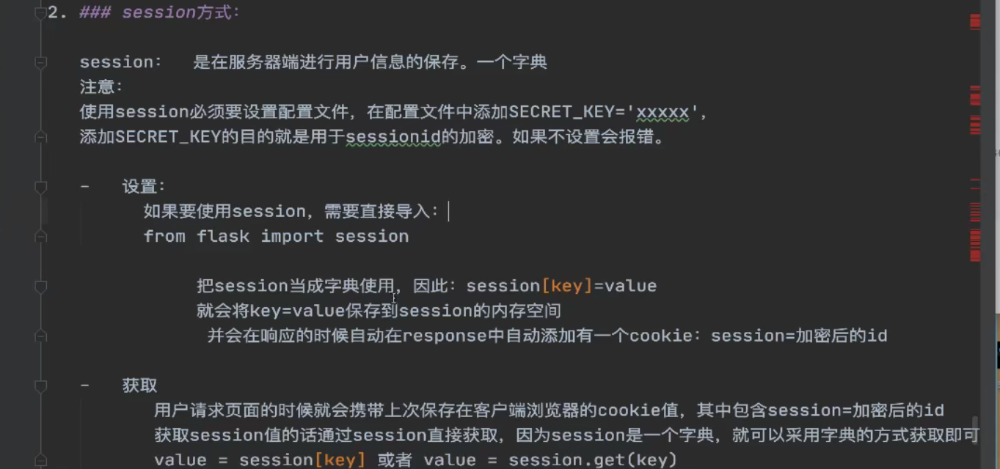 2. ### session方式:
session: 是在服务器端进行用户信息的保存。一个字典
注意:
使用session必须要设置配置文件，在配置文件中添加SECRET_KEY='xxxxx',
添加SECRET_KEY的目的就是用于sessionid的加密。如果不设置会报错。
- 设置:
如果要使用session，需要直接导入:
from flask import session
把session当成字典使用，因此: session[key]=value
就会将key=value保存到session的内存空间
并会在响应的时候自动在response中自动添加有一个cookie: session=加密后的id
- 获取
用户请求页面的时候就会携带上次保存在客户端浏览器的cookie值，其中包含session=加密后的id
获取session值的话通过session直接获取，因为session是一个字典，就可以采用字典的方式获取即可
value = session[key] 或者 value = session.get(key)